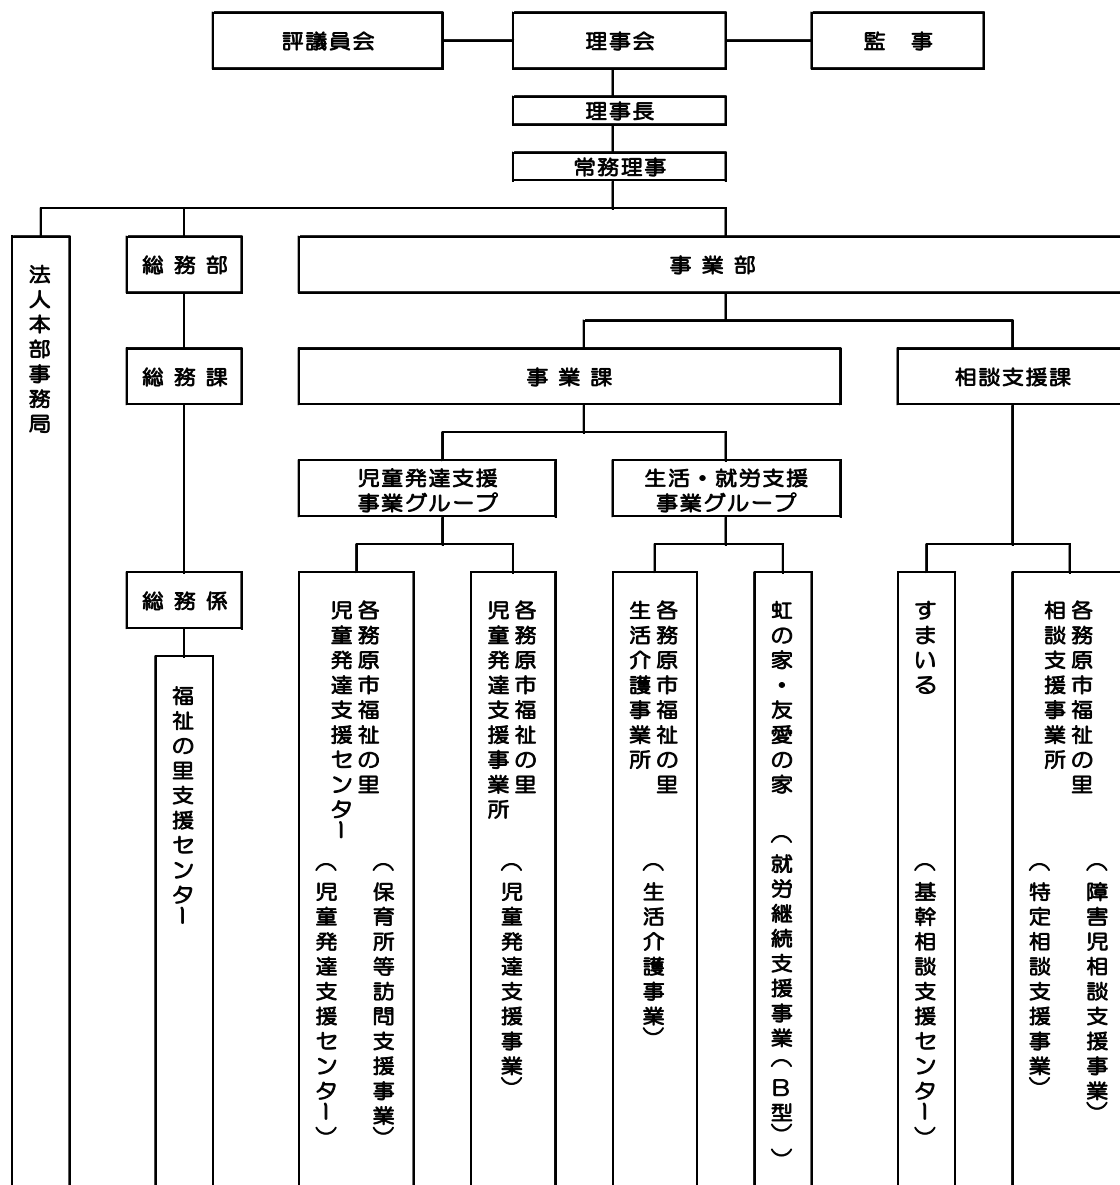 評議員会
理事会
監　事
理事長
常務理事
法人本部事務局
総務部
事業部
総務課
事業課
相談支援課
児童発達支援
事業グループ
生活・就労支援
事業グループ
総務係
福祉の里支援センター
各務原市福祉の里
児童発達支援センター
（保育所等訪問支援事業）
（児童発達支援センター）
各務原市福祉の里
児童発達支援事業所
（児童発達支援事業）
各務原市福祉の里
生活介護事業所
（生活介護事業）
虹の家・友愛の家
（就労継続支援事業（B型））
すまいる
（基幹相談支援センター）
各務原市福祉の里
相談支援事業所
（障害児相談支援事業）
（特定相談支援事業）